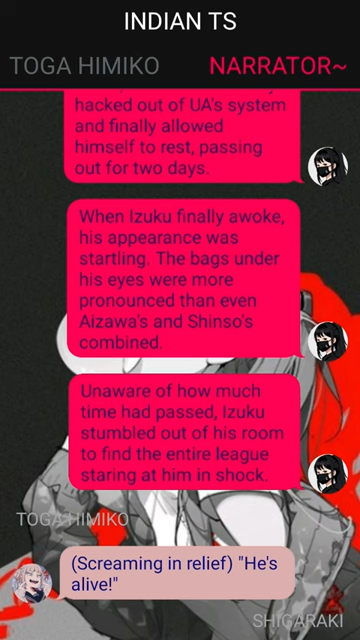 INDIAN TS
TOGA HIMIKO
NARRATOR~
hacked out of UA's system
and finally allowed
himself to rest, passing
out for two days.
When Izuku finally awoke,
his appearance was
startling. The bags under
his eyes were more
pronounced than even
Aizawa's and Shinso's
combined.
Unaware of how much
time had passed, Izuku
stumbled out of his room
to find the entire league
staring at him in shock.
TOGA HIMIKO
(Screaming in relief) "He's
alive!"
SHIGARAKI